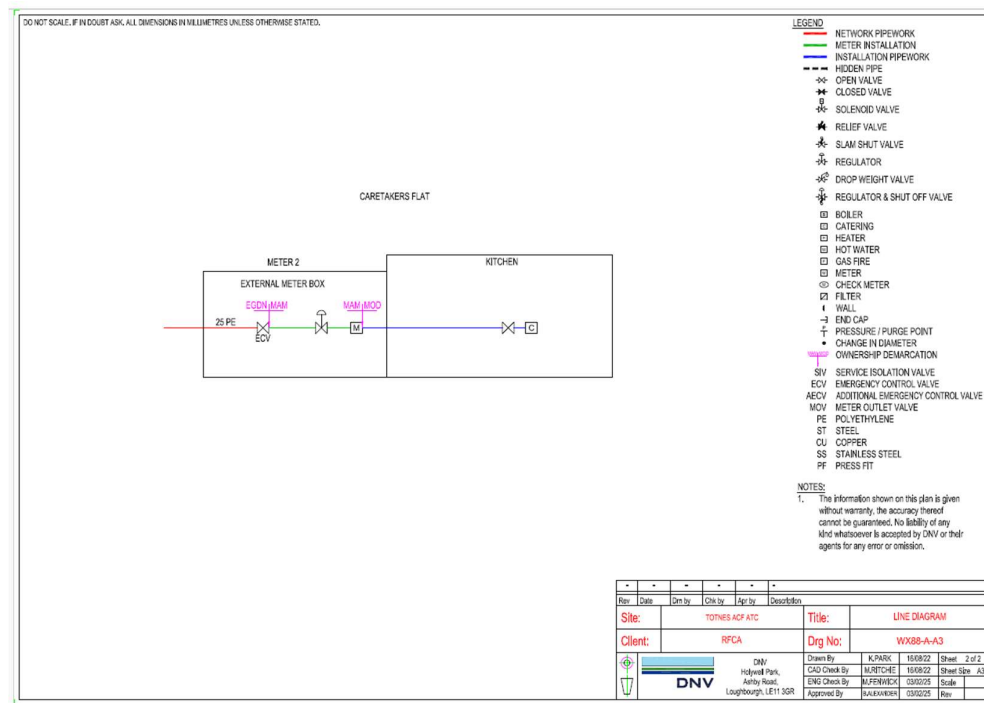 DO NOT SCALE, IF IN DOUBT ASK. ALL DIMENSIONS IN MILLIMETRES UNLESS OTHERWISE STATED.
CARETAKERS FLAT
METER 2
KITCHEN
EXTERNAL METER BOX
EGDN MAM
MAM MOD
25 PE
M
C
ECV
LEGEND
NETWORK PIPEWORK
METER INSTALLATION
INSTALLATION PIPEWORK
HIDDEN PIPE
OPEN VALVE
CLOSED VALVE
SOLENOID VALVE
RELIEF VALVE
SLAM SHUT VALVE
REGULATOR
DROP WEIGHT VALVE
REGULATOR & SHUT OFF VALVE
BOILER
CATERING
HEATER
HOT WATER
GAS FIRE
METER
CHECK METER
FILTER
WALL
END CAP
PRESSURE / PURGE POINT
CHANGE IN DIAMETER
OWNERSHIP DEMARCATION
SIV SERVICE ISOLATION VALVE
ECV EMERGENCY CONTROL VALVE
AECV ADDITIONAL EMERGENCY CONTROL VALVE
MOV METER OUTLET VALVE
PE POLYETHYLENE
ST STEEL
CU COPPER
SS STAINLESS STEEL
PF PRESS FIT
NOTES:
1. The information shown on this plan is given
without warranty, the accuracy thereof
cannot be guaranteed. No liability of any
kind whatsoever is accepted by DNV or their
agents for any error or omission.
- - - - - -
Rev Date Drn by Chk by Apr by Description
Site: TOTNES ACF ATC Title: LINE DIAGRAM
Client: RFCA Drg No: WX88-A-A3
DNV
DNV
Holywell Park,
Ashby Road,
Loughbourgh, LE11 3GR
Drawn By K.PARK 16/08/22 Sheet 2 of 2
CAD Check By M.RITCHIE 16/08/22 Sheet Size A3
ENG Check By M.FENWICK 03/02/25 Scale
Approved By B.ALEXANDER 03/02/25 Rev